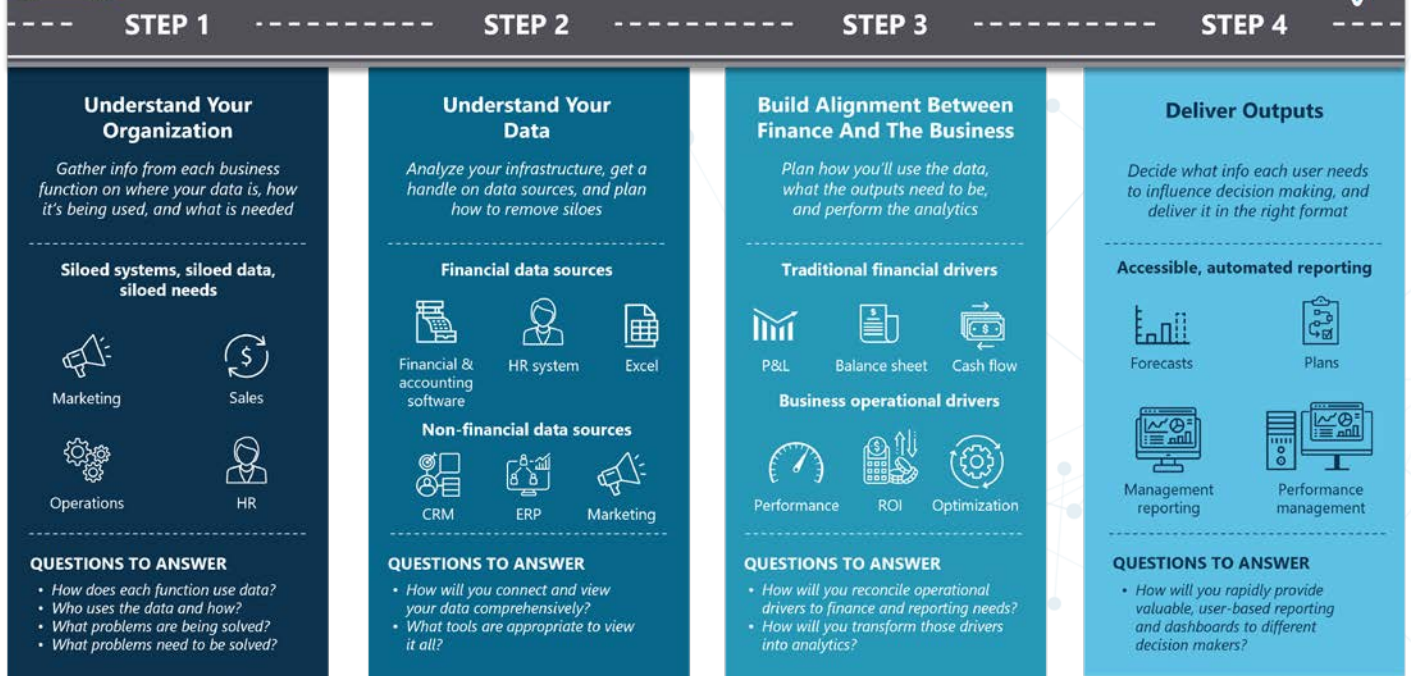 STEP 1
STEP 2
STEP 3
STEP 4
Understand Your
Organization
Gather info from each business
function on where your data is, how
it's being used, and what is needed
Siloed systems, siloed data,
siloed needs
Marketing
Sales
Operations
HR
QUESTIONS TO ANSWER
• How does each function use data?
• Who uses the data and how?
• What problems are being solved?
• What problems need to be solved?
Understand Your
Data
Analyze your infrastructure, get a
handle on data sources, and plan
how to remove siloes
Financial data sources
Financial &
accounting
software
HR system
Excel
Non-financial data sources
CRM
ERP
Marketing
QUESTIONS TO ANSWER
• How will you connect and view
your data comprehensively?
• What tools are appropriate to view
it all?
Build Alignment Between
Finance And The Business
Plan how you'll use the data,
what the outputs need to be,
and perform the analytics
Traditional financial drivers
P&L
Balance sheet
Cash flow
Business operational drivers
Performance
ROI
Optimization
QUESTIONS TO ANSWER
• How will you reconcile operational
drivers to finance and reporting needs?
• How will you transform those drivers
into analytics?
Deliver Outputs
Decide what info each user needs
to influence decision making, and
deliver it in the right format
Accessible, automated reporting
Forecasts
Plans
Management
reporting
Performance
management
QUESTIONS TO ANSWER
• How will you rapidly provide
valuable, user-based reporting
and dashboards to different
decision makers?